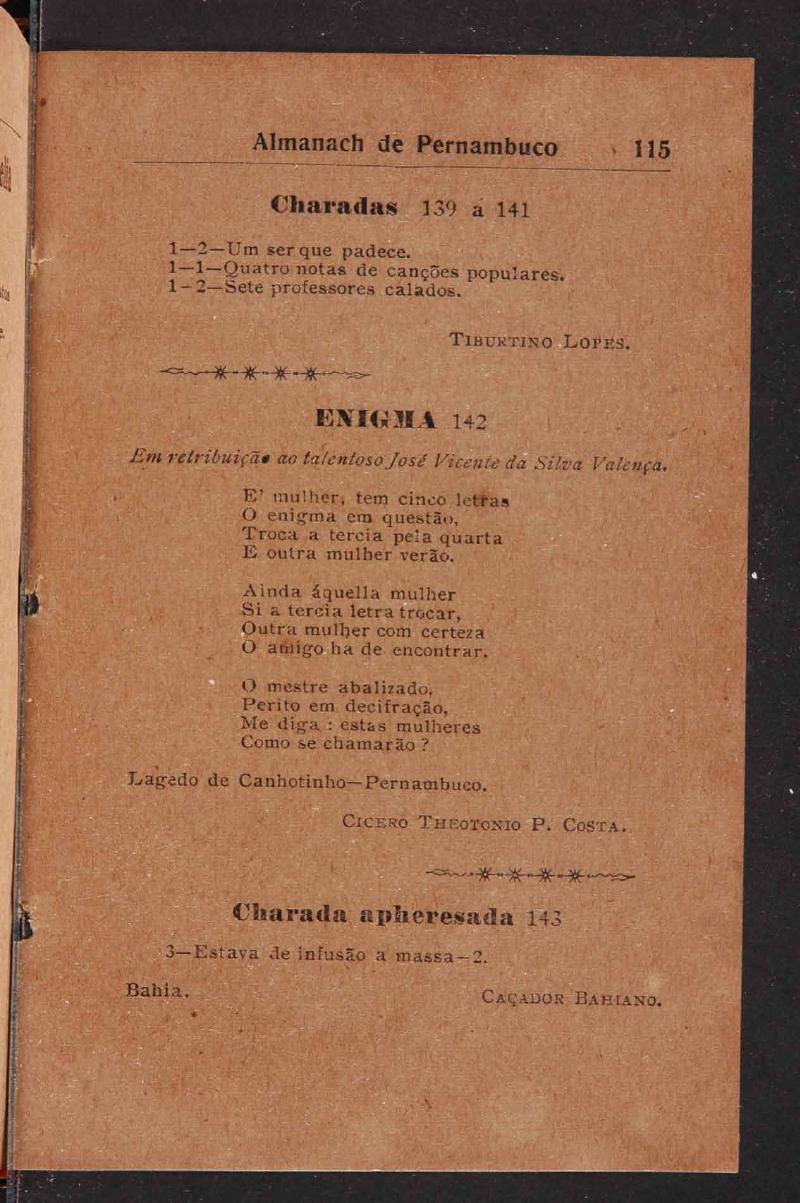 Almanach de Pernambuco 115
Charadas 139 a 141
1—2—Um ser que padece.
1—1—Quatro notas de canções populares.
1-2—Sete professores calados.
TIBURTINO LOPES.
ENIGMA 142
Em retribuição ao talentoso José Vicente da Silva Valença.
E' mulher, tem cinco lettras
O enigma em questão,
Troca a tercia pela quarta
E outra mulher verão.
Ainda áquella mulher
Si a tercia letra trocar,
Outra mulher com certeza
O amigo ha de encontrar.
O mestre abalizado,
Perito em decifração,
Me diga : estas mulheres
Como se chamarão ?
Lagedo de Canhotinho—Pernambuco.
CICERO THEOTONIO P. COSTA.
Charada apheresada 143
3—Estava de infusão a massa—2.
Bahia.
CAÇADOR BAHIANO.